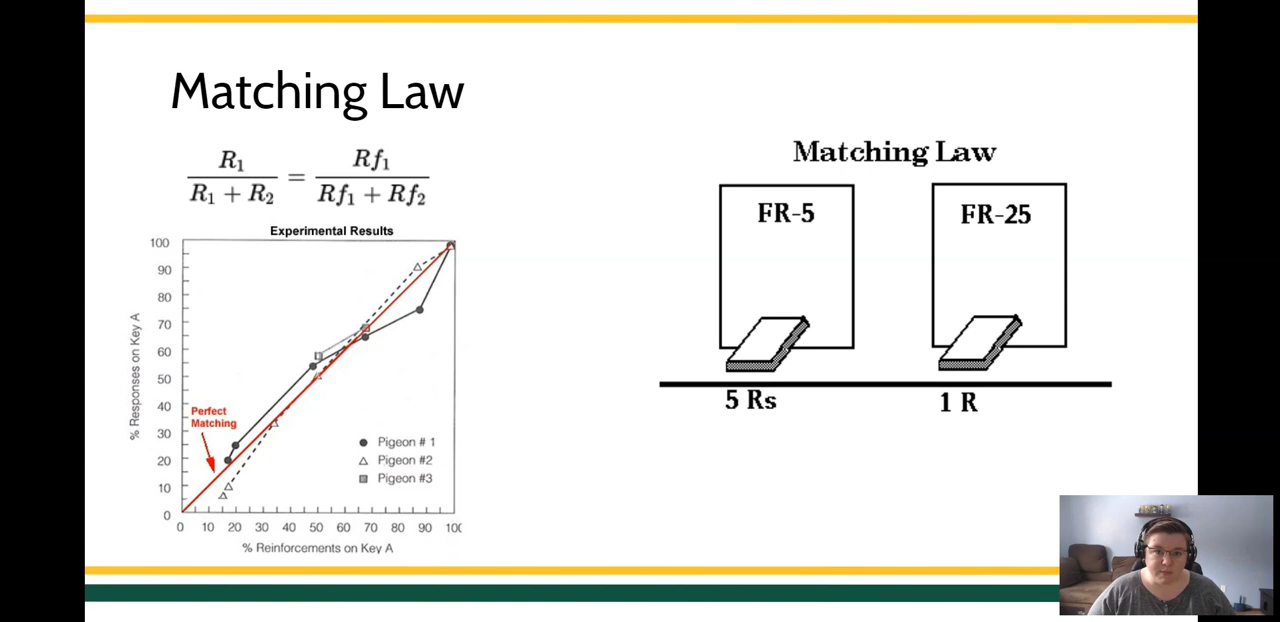 Matching Law
R₁ / (R₁ + R₂) = Rf₁ / (Rf₁ + Rf₂)
Experimental Results
100
90
80
70
60
50
40
30
20
10
0
% Responses on Key A
Perfect
Matching
Pigeon # 1
Pigeon #2
Pigeon #3
0 10 20 30 40 50 60 70 80 90 100
% Reinforcements on Key A
Matching Law
FR-5 FR-25
5 Rs 1 R